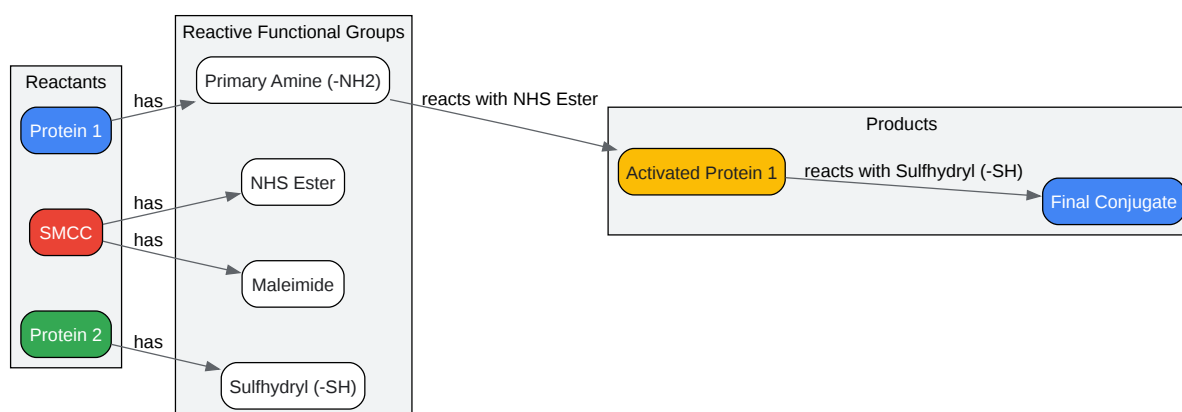 Reactive Functional Groups
Reactants
Primary Amine (-NH2)
has
reacts with NHS Ester
Protein 1
Products
NHS Ester
Activated Protein 1
reacts with Sulfhydryl (-SH)
has
Final Conjugate
SMCC
has
Maleimide
Protein 2
has
Sulfhydryl (-SH)